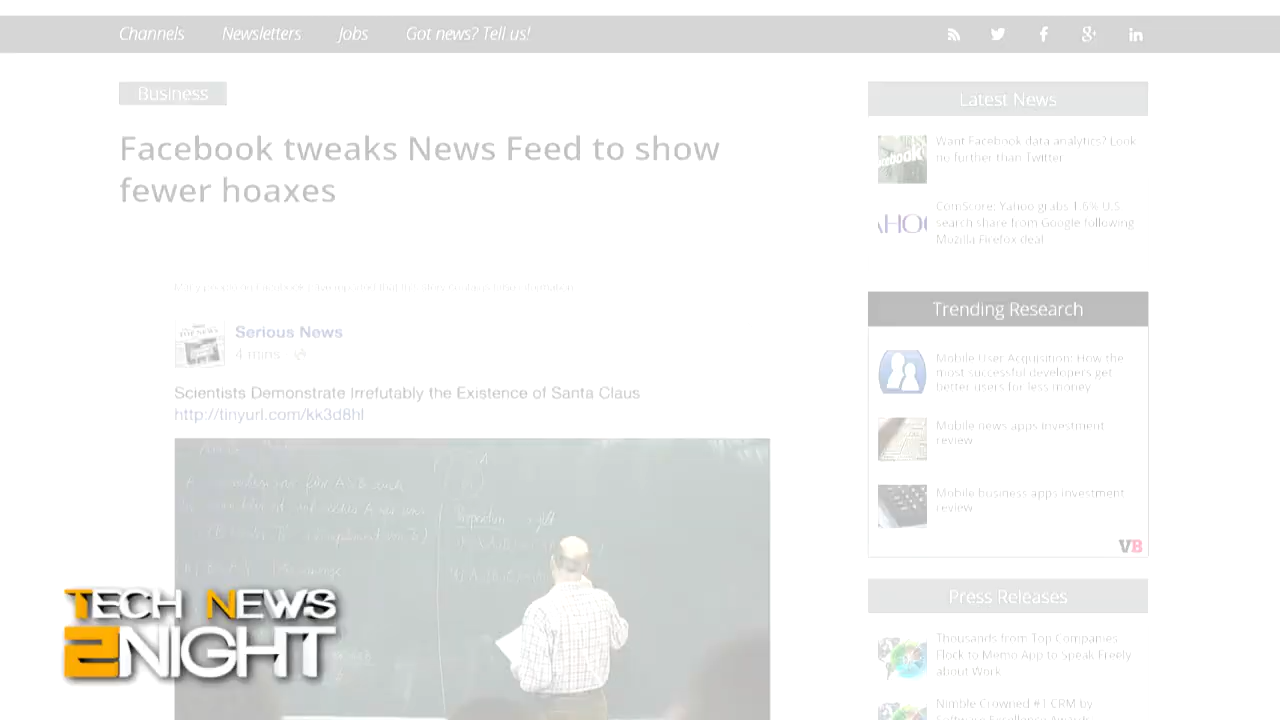 Channels Newsletters Jobs Got news? Tell us!
Business
Facebook tweaks News Feed to show
fewer hoaxes
Serious News
4 mins
Scientists Demonstrate Irrefutably the Existence of Santa Claus
http://tinyurl.com/kk3d8hl
TECH NEWS
2NIGHT
Latest News
Want Facebook data analytics? Look
no further than Twitter
ComScore: Yahoo grabs 1.6% U.S.
search share from Google following
Mozilla Firefox deal
Trending Research
Mobile User Acquisition: How the
most successful developers get
better users for less money
Mobile news apps investment
review
Mobile business apps investment
review
VB
Press Releases
Thousands from Top Companies
Flock to Memo App to Speak Freely
about Work
Nimble Crowned #1 CRM by